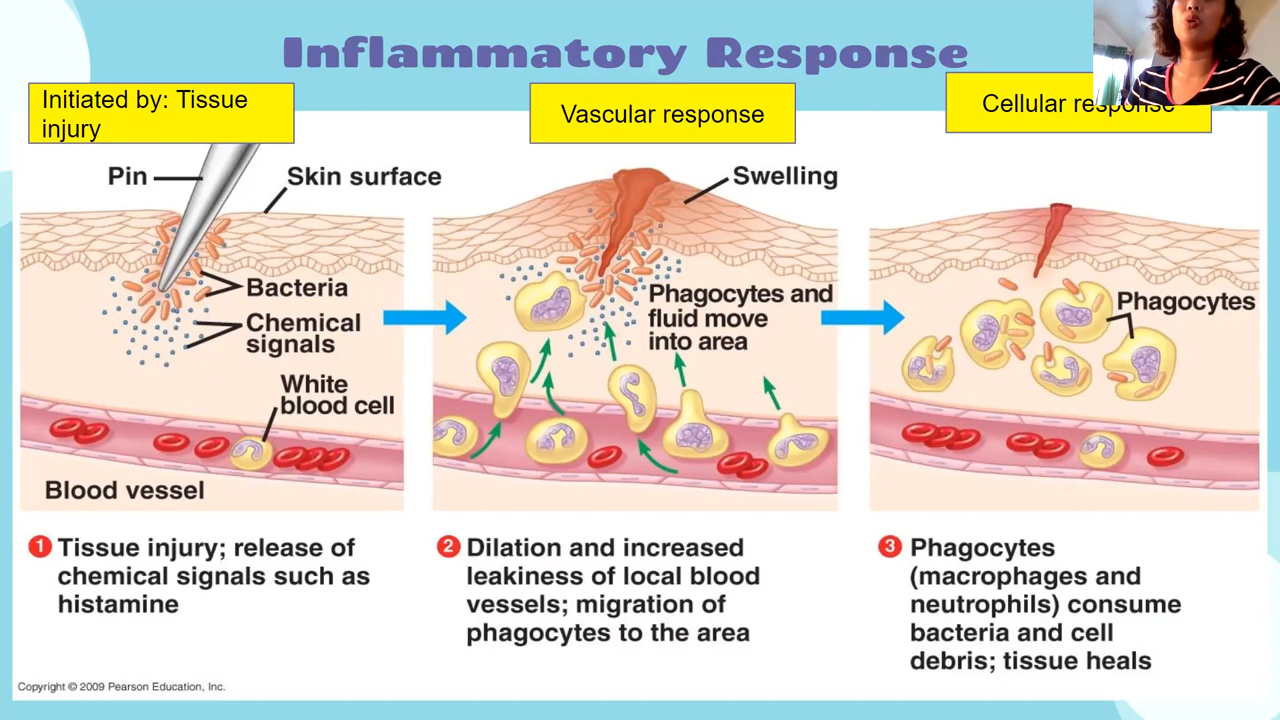 Inflammatory Response
Initiated by: Tissue
injury
Vascular response
Cellular response
Pin
Skin surface
Bacteria
Chemical
signals
White
blood cell
Blood vessel
Swelling
Phagocytes and
fluid move
into area
Phagocytes
1 Tissue injury; release of
chemical signals such as
histamine
2 Dilation and increased
leakiness of local blood
vessels; migration of
phagocytes to the area
3 Phagocytes
(macrophages and
neutrophils) consume
bacteria and cell
debris; tissue heals
Copyright © 2009 Pearson Education, Inc.